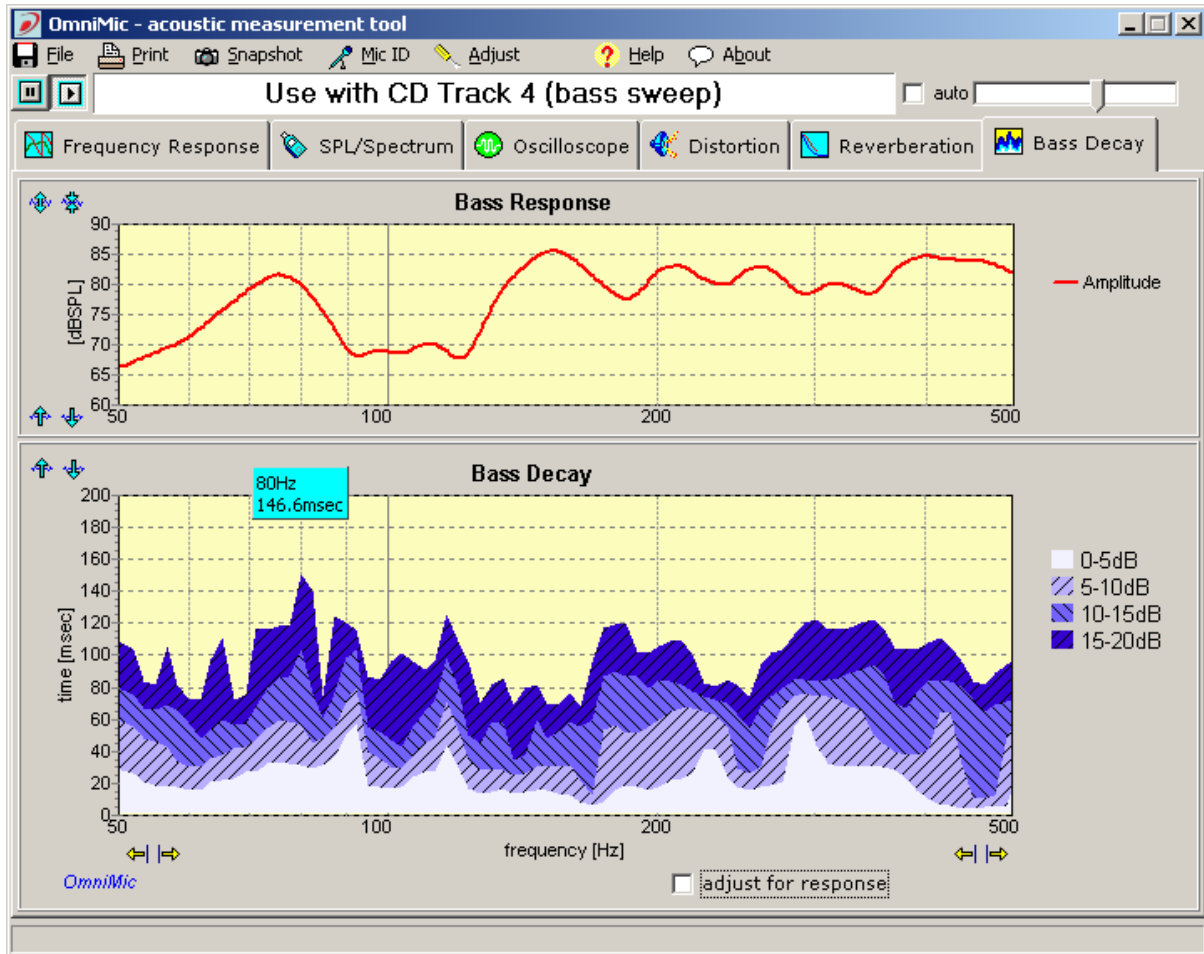 OmniMic - acoustic measurement tool
File Print Snapshot Mic ID Adjust Help About
Use with CD Track 4 (bass sweep) auto
Frequency Response SPL/Spectrum Oscilloscope Distortion Reverberation Bass Decay
Bass Response
90
85
80
75
70
65
60
[dBSPL]
50 100 200 500
Amplitude
Bass Decay
80Hz
146.6msec
200
180
160
140
120
100
80
60
40
20
0
time [msec]
50 100 200 500
frequency [Hz]
0-5dB
5-10dB
10-15dB
15-20dB
OmniMic
adjust for response